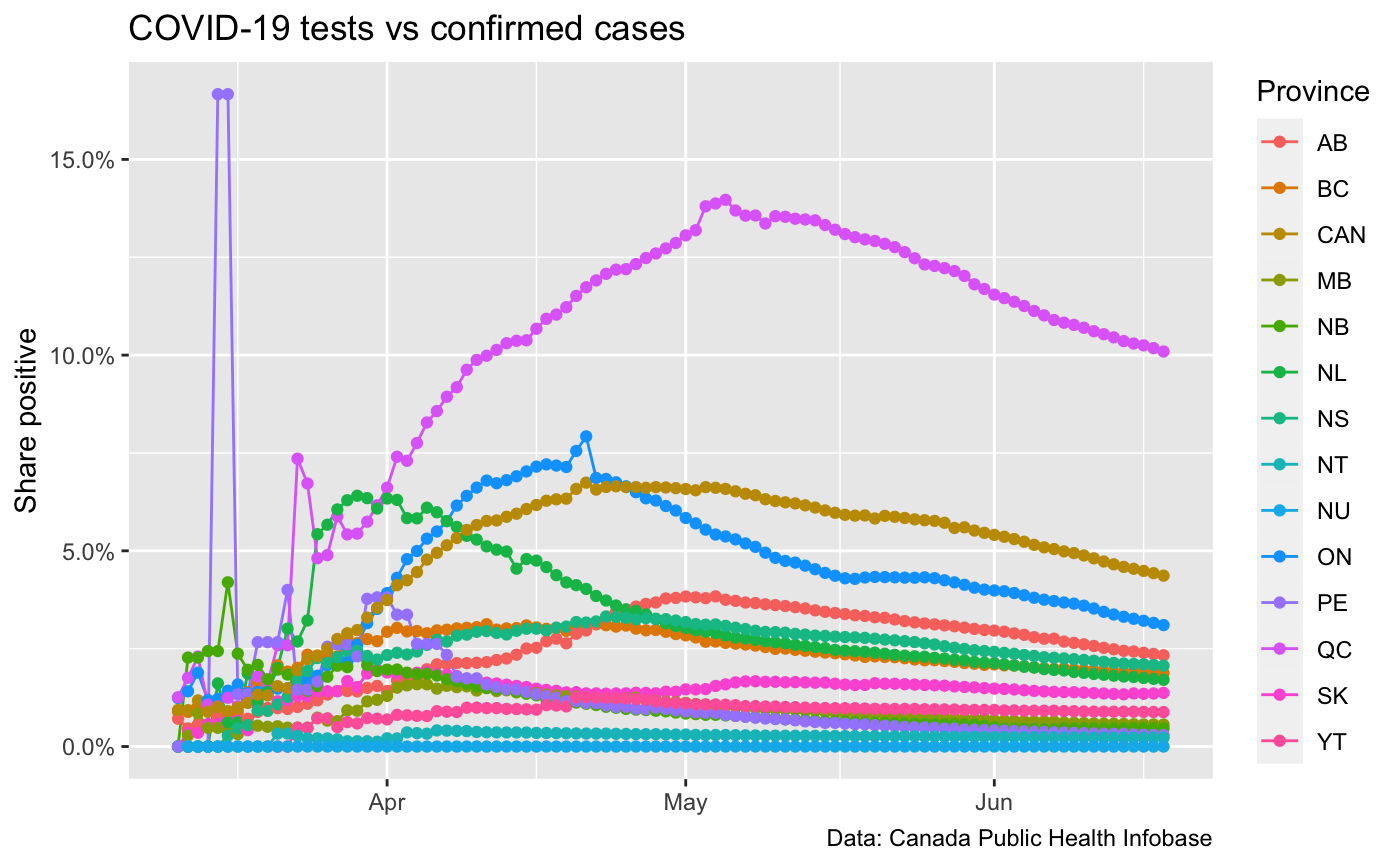 COVID-19 tests vs confirmed cases
Share positive
15.0%
10.0%
5.0%
0.0%
Apr
May
Jun
Data: Canada Public Health Infobase
Province
AB
BC
CAN
MB
NB
NL
NS
NT
NU
ON
PE
QC
SK
YT